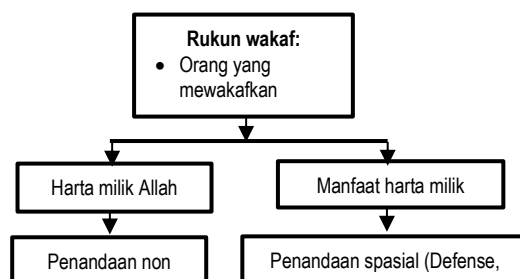 Rukun wakaf:
• Orang yang
mewakafkan
Harta milik Allah
Manfaat harta milik
Penandaan non
Penandaan spasial (Defense,